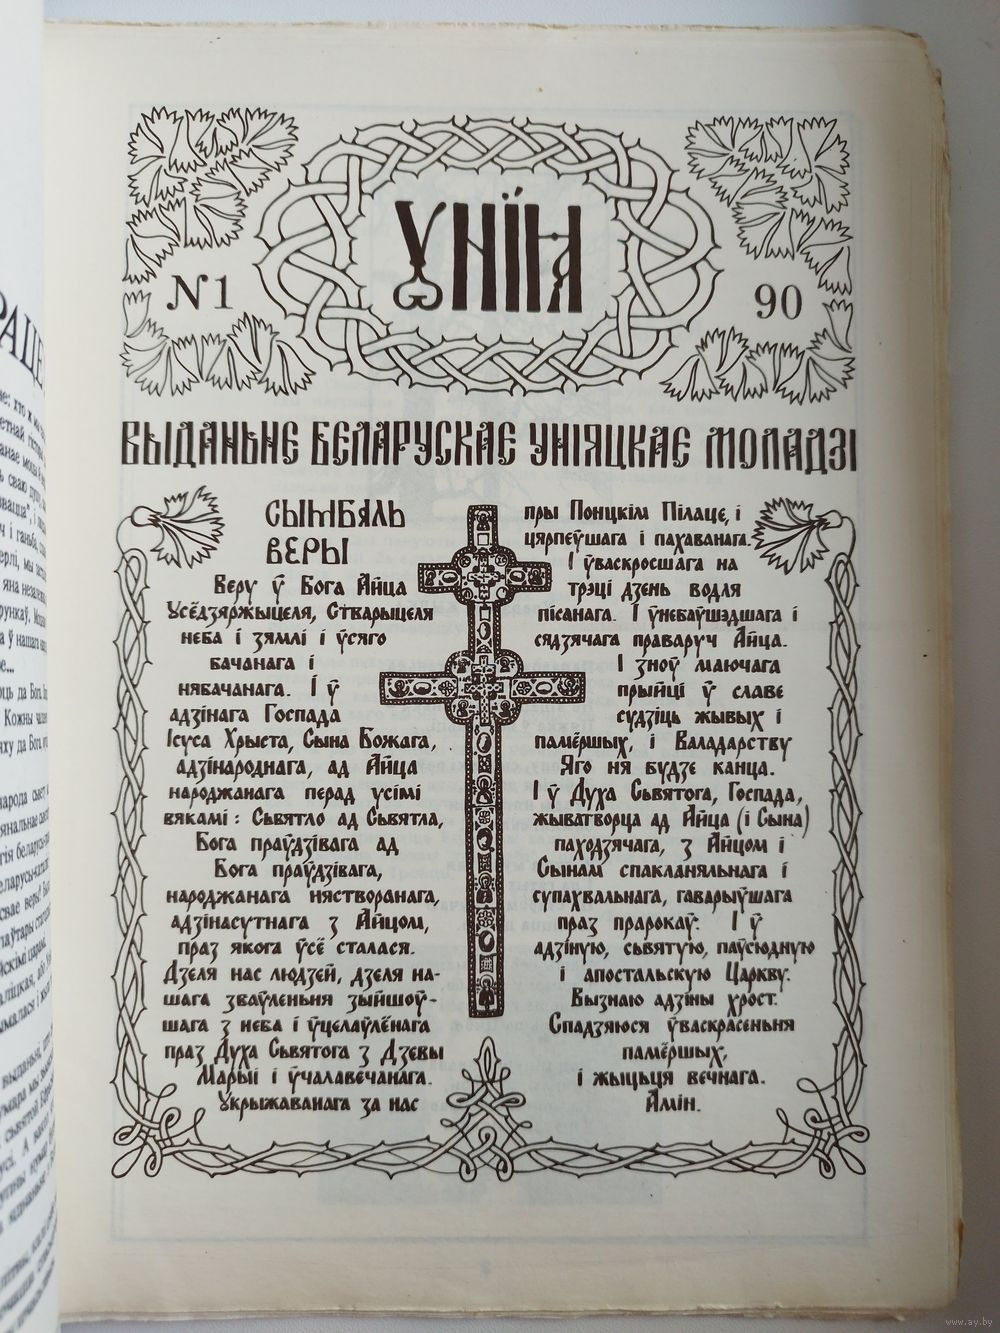 УНІЯ
№1
90
ВЫДАНЬНЕ БЕЛАРУСКАЕ УНІЯЦКАЕ МОЛАДЗІ
СЫМБАЛЬ
ВЕРЫ
Веру ў Бога Айца
Усёдзяржыцеля, Стварыцеля
неба і зямлі і ўсяго
бачанага і
нябачанага. І ў
адзінага Госпада
Ісуса Хрыста, Сына Божага,
адзінароднага, ад Айца
народжанага перад усімі
вякамі: Сьвятло ад Сьвятла,
Бога праўдзівага ад
Бога праўдзівага,
народжанага нястворанага,
адзінасутнага з Айцом,
праз якога ўсё сталася.
Дзеля нас людзей, дзеля на-
шага збаўленьня зыйшоў-
шага з неба і ўцелаўлёнага
праз Духа Сьвятога з Дзевы
Марыі і ўчалавечанага.
Укрыжаванага за нас
пры Понцкім Пілаце, і
цярпеўшага і пахаванага.
І ўваскросшага на
трэці дзень водля
пісанага. І ўнебаўшэдшага і
сядзячага праваруч Айца.
І зноў маючага
прыйці ў славе
судзіць жывых і
памёршых, і Валадарству
Яго ня будзе канца.
І ў Духа Сьвятога, Госпада,
жыватворца ад Айца (і Сына)
паходзячага, з Айцом і
Сынам спакланяльнага і
супахвальнага, гаварыўшага
праз прарокаў. І ў
адзіную, сьвятую, паўсюдную
і апостальскую Царкву.
Вызнаю адзіны хрост.
Спадзяюся ўваскрасеньня
памёршых,
і жыцьця вечнага.
Амін.
www.ay.by